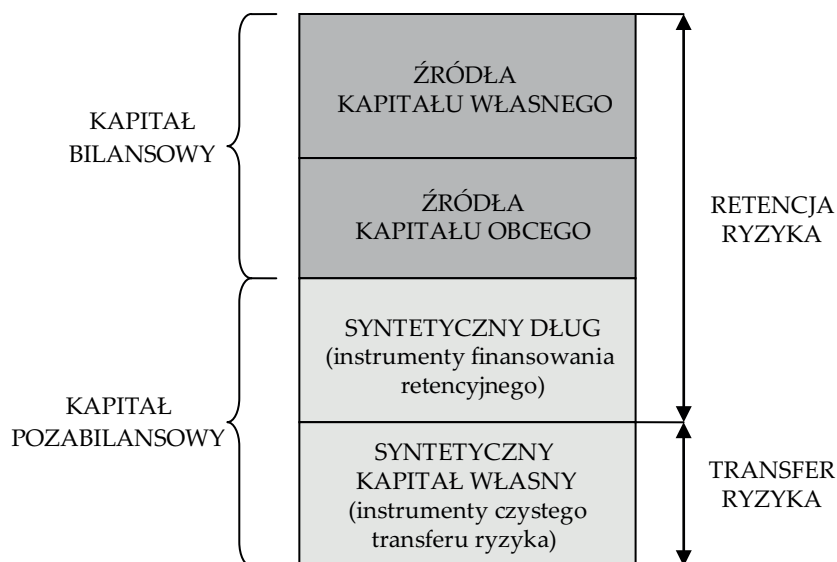 ŹRÓDŁA
KAPITAŁU WŁASNEGO
KAPITAŁ
BILANSOWY
ŹRÓDŁA
KAPITAŁU OBCEGO
RETENCJA
RYZYKA
SYNTETYCZNY DŁUG
(instrumenty finansowania
retencyjnego)
KAPITAŁ
POZABILANSOWY
SYNTETYCZNY
KAPITAŁ WŁASNY
(instrumenty czystego
transferu ryzyka)
TRANSFER
RYZYKA